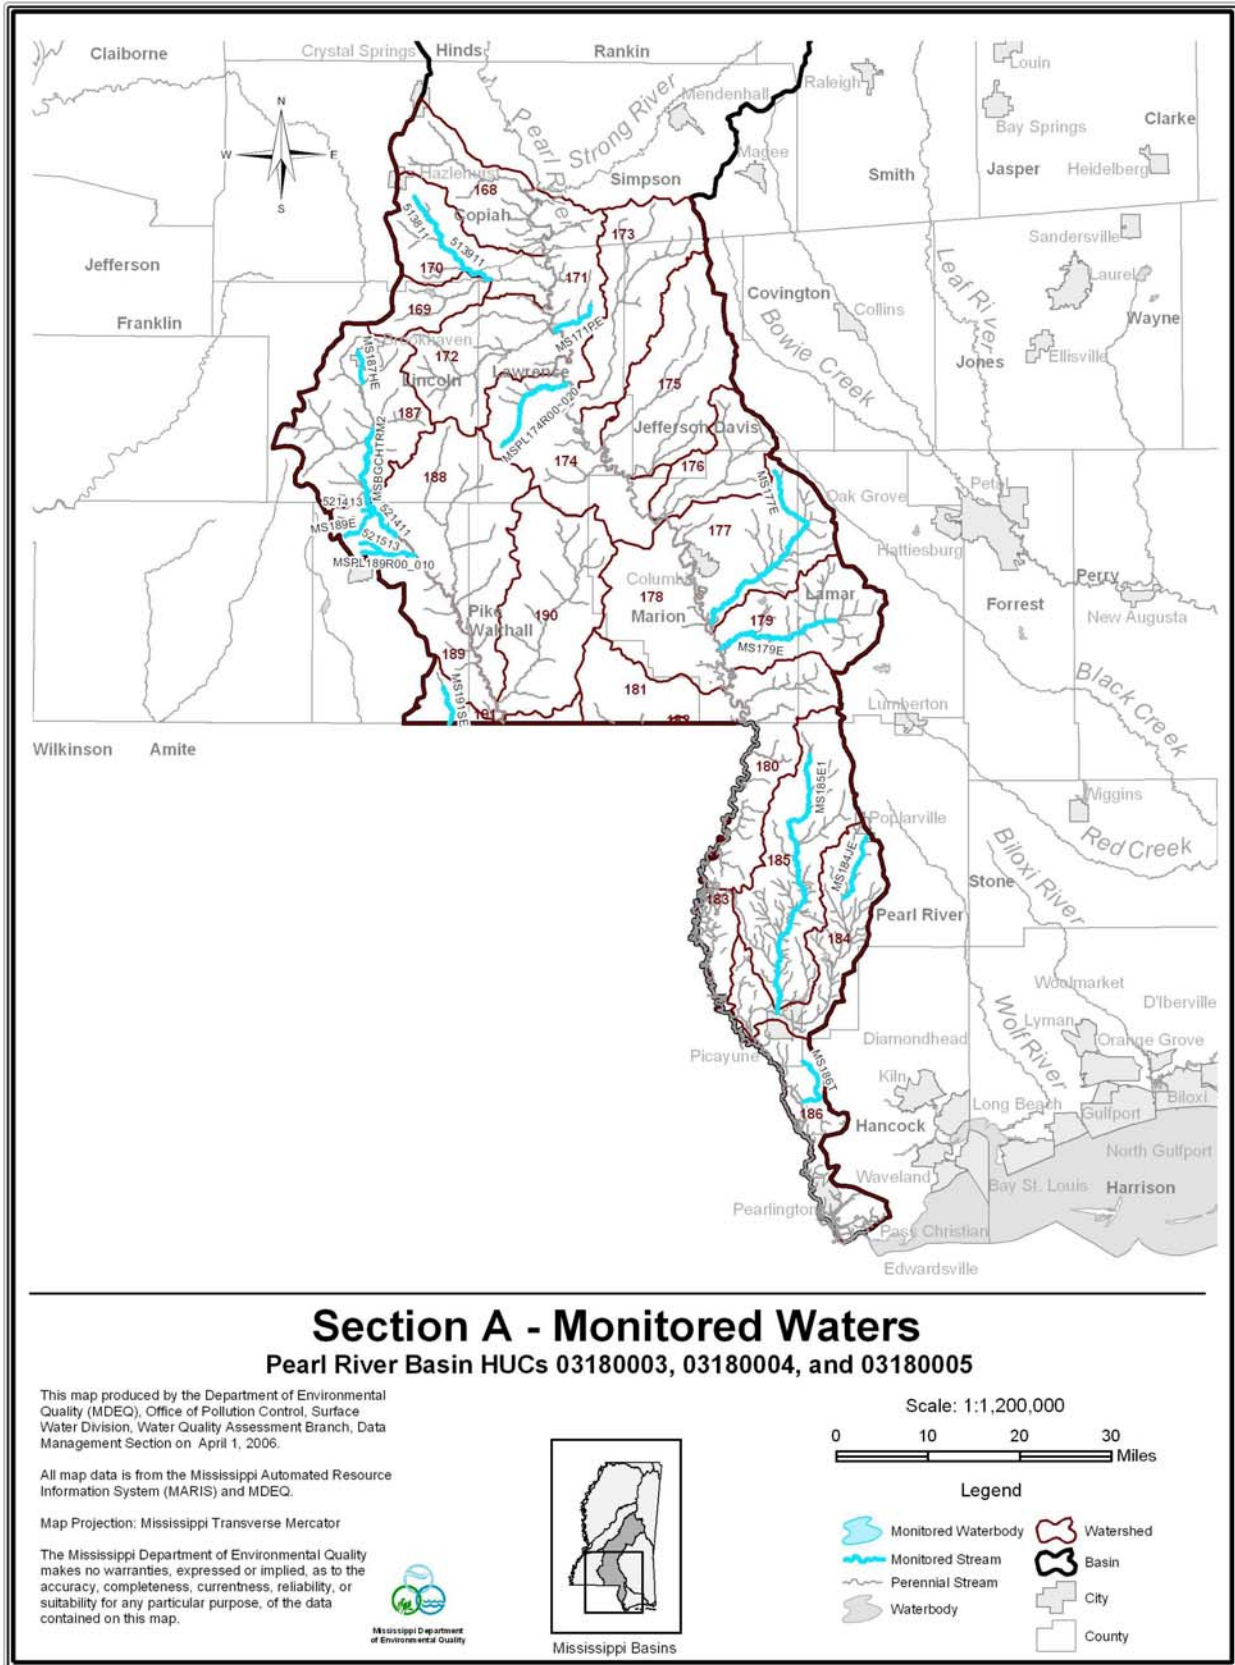 Claiborne
Crystal Springs
Hinds
Rankin
Louin
Raleigh
Mendenhall
Strong River
Pearl River
Bay Springs
Clarke
N
W
E
S
Magee
Hazlehurst
168
Simpson
Smith
Jasper
Heidelberg
Copiah
513811
513911
173
Sandersville
Jefferson
170
171
Leaf River
Laurel
169
Covington
Collins
Franklin
Wayne
Brookhaven
MS171PE
Bowie Creek
MS187HE
172
Lawrence
Jones
Ellisville
Lincoln
175
187
MSPL174R00-020
Jefferson Davis
MSBGCHTRM2
174
176
188
MS177E
Oak Grove
Petal
521413
MS189E
521411
521513
177
Hattiesburg
MSPL189R00_010
Perry
178
Lamar
Forrest
New Augusta
Pike
Walthall
190
Marion
179
MS179E
189
MS191SE
181
Black Creek
191
Lumberton
Wilkinson
Amite
180
MS185E1
Wiggins
Poplarville
Red Creek
Biloxi River
185
MS184JE
Stone
183
Pearl River
184
Woolmarket
D'Iberville
Wolf River
Lyman
Diamondhead
Orange Grove
Picayune
MS186T
Kiln
Long Beach
Biloxi
Gulfport
186
Hancock
North Gulfport
Waveland
Bay St. Louis
Harrison
Pearlington
Pass Christian
Edwardsville
Section A - Monitored Waters
Pearl River Basin HUCs 03180003, 03180004, and 03180005
This map produced by the Department of Environmental
Quality (MDEQ), Office of Pollution Control, Surface
Water Division, Water Quality Assessment Branch, Data
Management Section on April 1, 2006.
All map data is from the Mississippi Automated Resource
Information System (MARIS) and MDEQ.
Map Projection: Mississippi Transverse Mercator
The Mississippi Department of Environmental Quality
makes no warranties, expressed or implied, as to the
accuracy, completeness, currentness, reliability, or
suitability for any particular purpose, of the data
contained on this map.
Mississippi Department
of Environmental Quality
Mississippi Basins
Scale: 1:1,200,000
0 10 20 30
Miles
Legend
Monitored Waterbody
Monitored Stream
Perennial Stream
Waterbody
Watershed
Basin
City
County